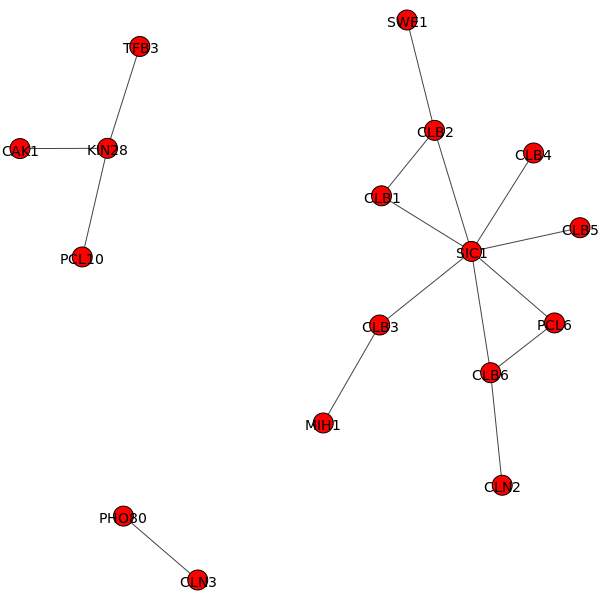 SWE1
TFB3
CLB2
CAK1
KIN28
CLB4
CLB1
CLB5
SIC1
PCL10
CLB3
PCL6
CLB6
MIH1
CLN2
PHO80
CLN3